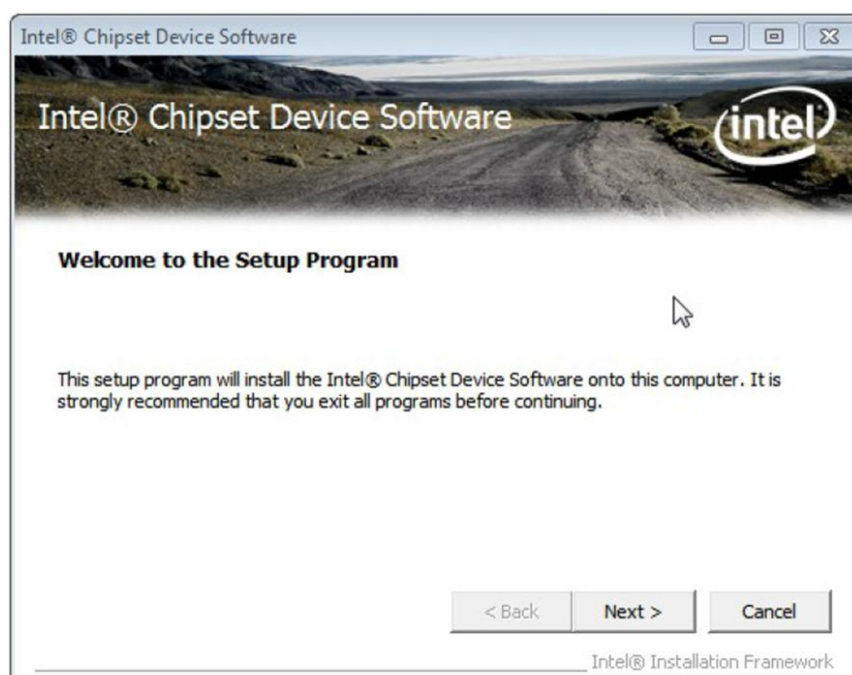 Intel® Chipset Device Software
Intel® Chipset Device Software
intel
Welcome to the Setup Program
This setup program will install the Intel® Chipset Device Software onto this computer. It is
strongly recommended that you exit all programs before continuing.
< Back Next > Cancel
Intel® Installation Framework